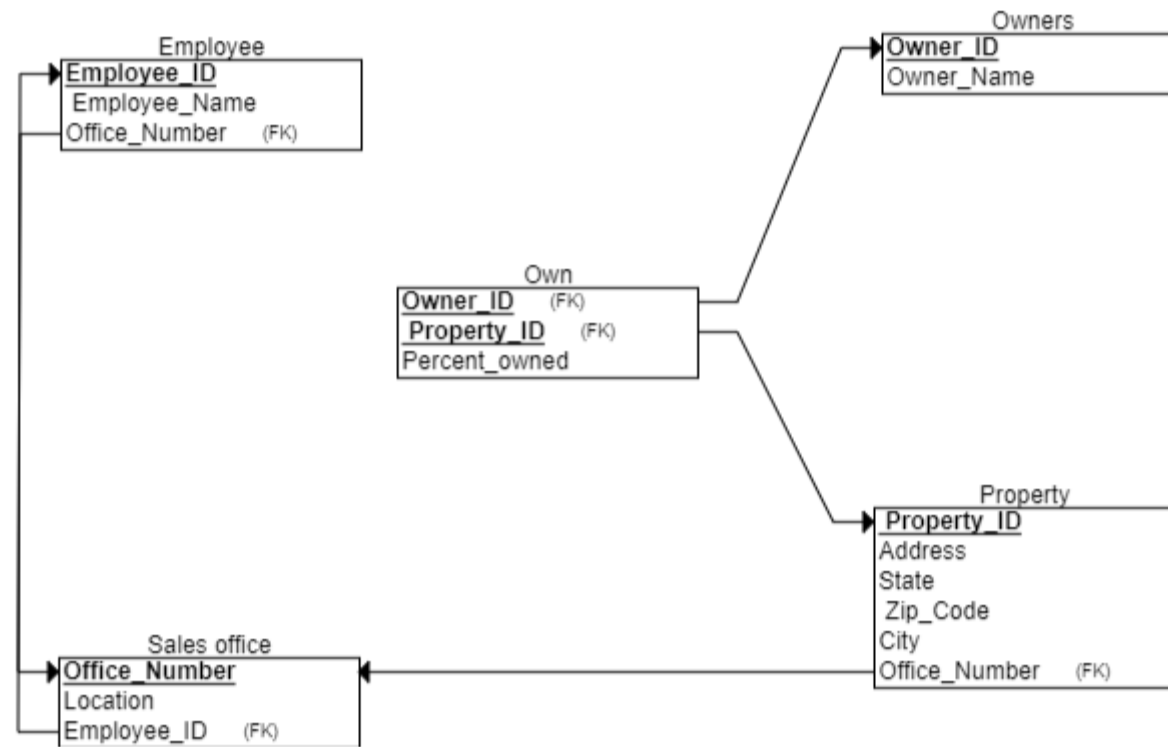 Employee
Employee_ID
Employee_Name
Office_Number (FK)
Owners
Owner_ID
Owner_Name
Own
Owner_ID (FK)
Property_ID (FK)
Percent_owned
Property
Property_ID
Address
State
Zip_Code
City
Office_Number (FK)
Sales office
Office_Number
Location
Employee_ID (FK)